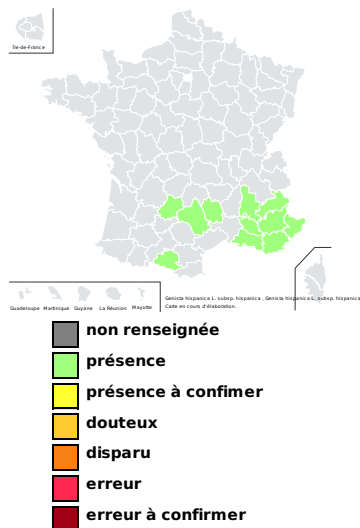 Île-de-France
Guadeloupe Martinique Guyane La Réunion Mayotte
Genista hispanica L. subsp. hispanica , Genista hispanica L. subsp. hispanica
Carte en cours d'élaboration.
non renseignée
présence
présence à confimer
douteux
disparu
erreur
erreur à confirmer